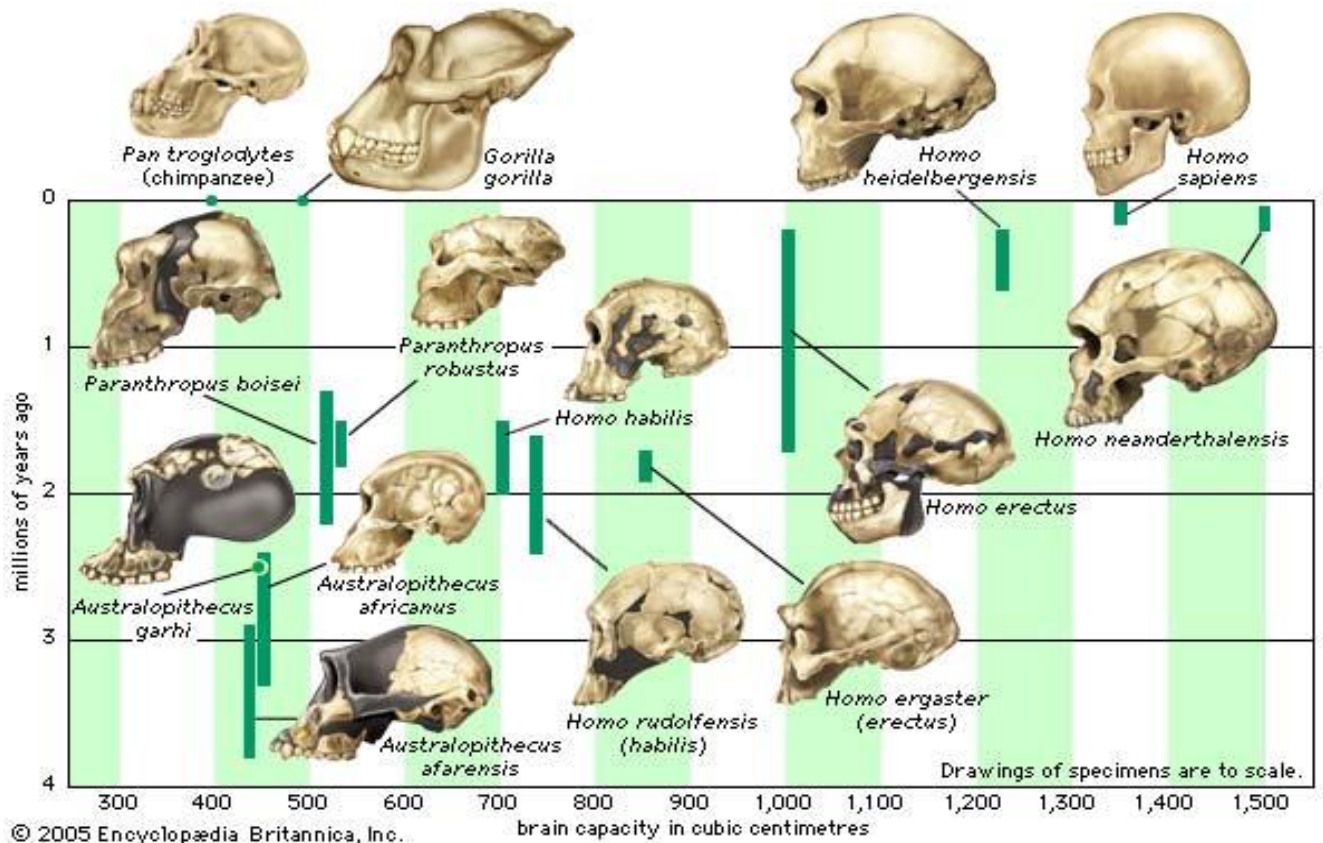 Pan troglodytes
(chimpanzee)
Gorilla
gorilla
Homo
heidelbergensis
Homo
sapiens
0
Paranthropus
robustus
Paranthropus boisei
1
Homo habilis
Homo neanderthalensis
millions of years ago
2
Homo erectus
Australopithecus
garhi
Australopithecus
africanus
3
Homo rudolfensis
(habilis)
Homo ergaster
(erectus)
Australopithecus
afarensis
Drawings of specimens are to scale.
4
300 400 500 600 700 800 900 1,000 1,100 1,200 1,300 1,400 1,500
brain capacity in cubic centimetres
© 2005 Encyclopædia Britannica, Inc.